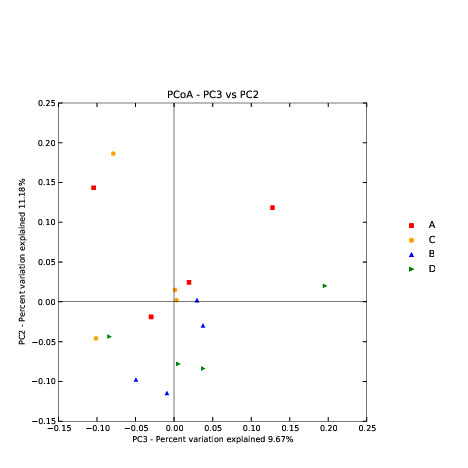 PCoA - PC3 vs PC2
0.25
0.20
0.15
0.10
0.05
0.00
−0.05
−0.10
−0.15
−0.15 −0.10 −0.05 0.00 0.05 0.10 0.15 0.20 0.25
PC2 - Percent variation explained 11.18%
PC3 - Percent variation explained 9.67%
A
C
B
D